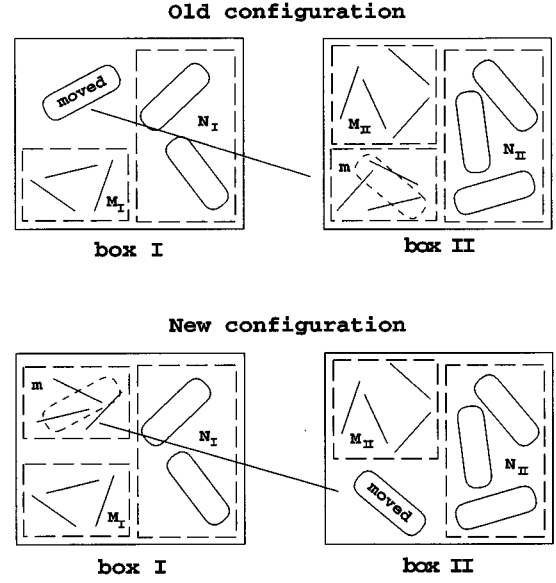 Old configuration
moved
N_I
M_I
M_II
N_II
m
box I
box II
New configuration
m
N_I
M_I
M_II
N_II
moved
box I
box II